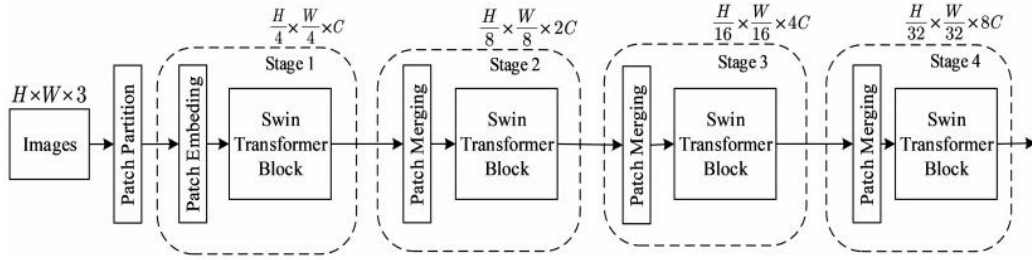 H×W×3
Images
Patch Partition
H/4 × W/4 × C
Stage 1
Patch Embeding
Swin
Transformer
Block
H/8 × W/8 × 2C
Stage 2
Patch Merging
Swin
Transformer
Block
H/16 × W/16 × 4C
Stage 3
Patch Merging
Swin
Transformer
Block
H/32 × W/32 × 8C
Stage 4
Patch Merging
Swin
Transformer
Block